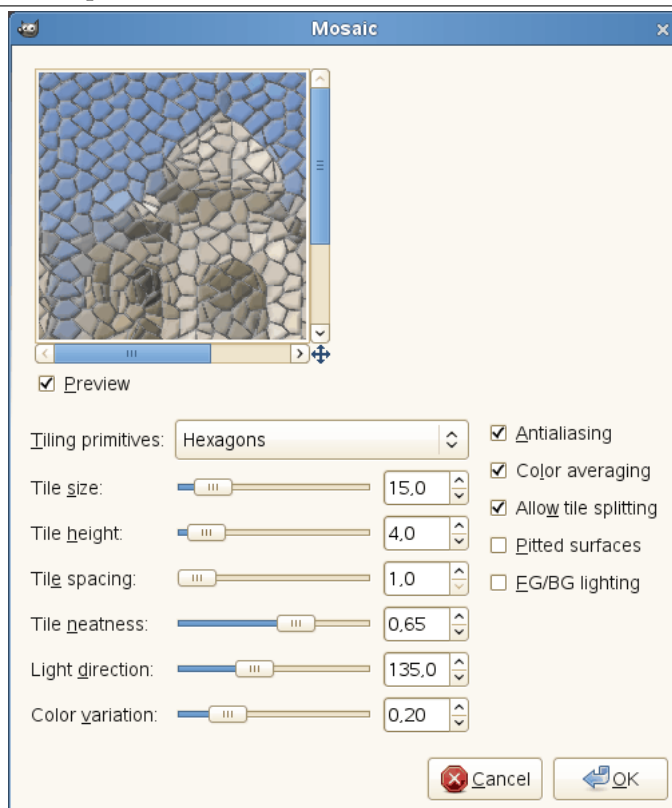 Mosaic
Preview
Tiling primitives: Hexagons
Tile size: 15,0
Tile height: 4,0
Tile spacing: 1,0
Tile neatness: 0,65
Light direction: 135,0
Color variation: 0,20
Antialiasing
Color averaging
Allow tile splitting
Pitted surfaces
FG/BG lighting
Cancel
OK